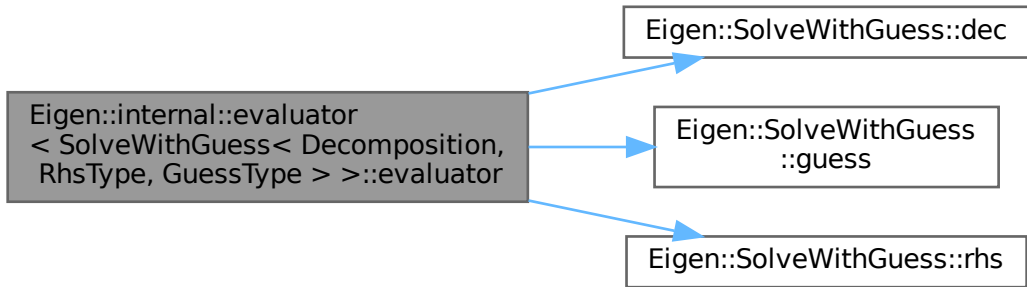 Eigen::internal::evaluator
< SolveWithGuess< Decomposition,
RhsType, GuessType > >::evaluator
Eigen::SolveWithGuess::dec
Eigen::SolveWithGuess
::guess
Eigen::SolveWithGuess::rhs